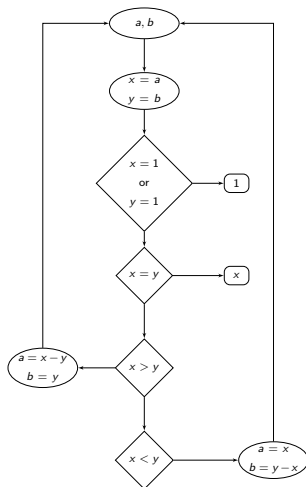 a, b
x = a
y = b
x = 1
or
y = 1
1
x = y
x
x > y
a = x − y
b = y
x < y
a = x
b = y − x